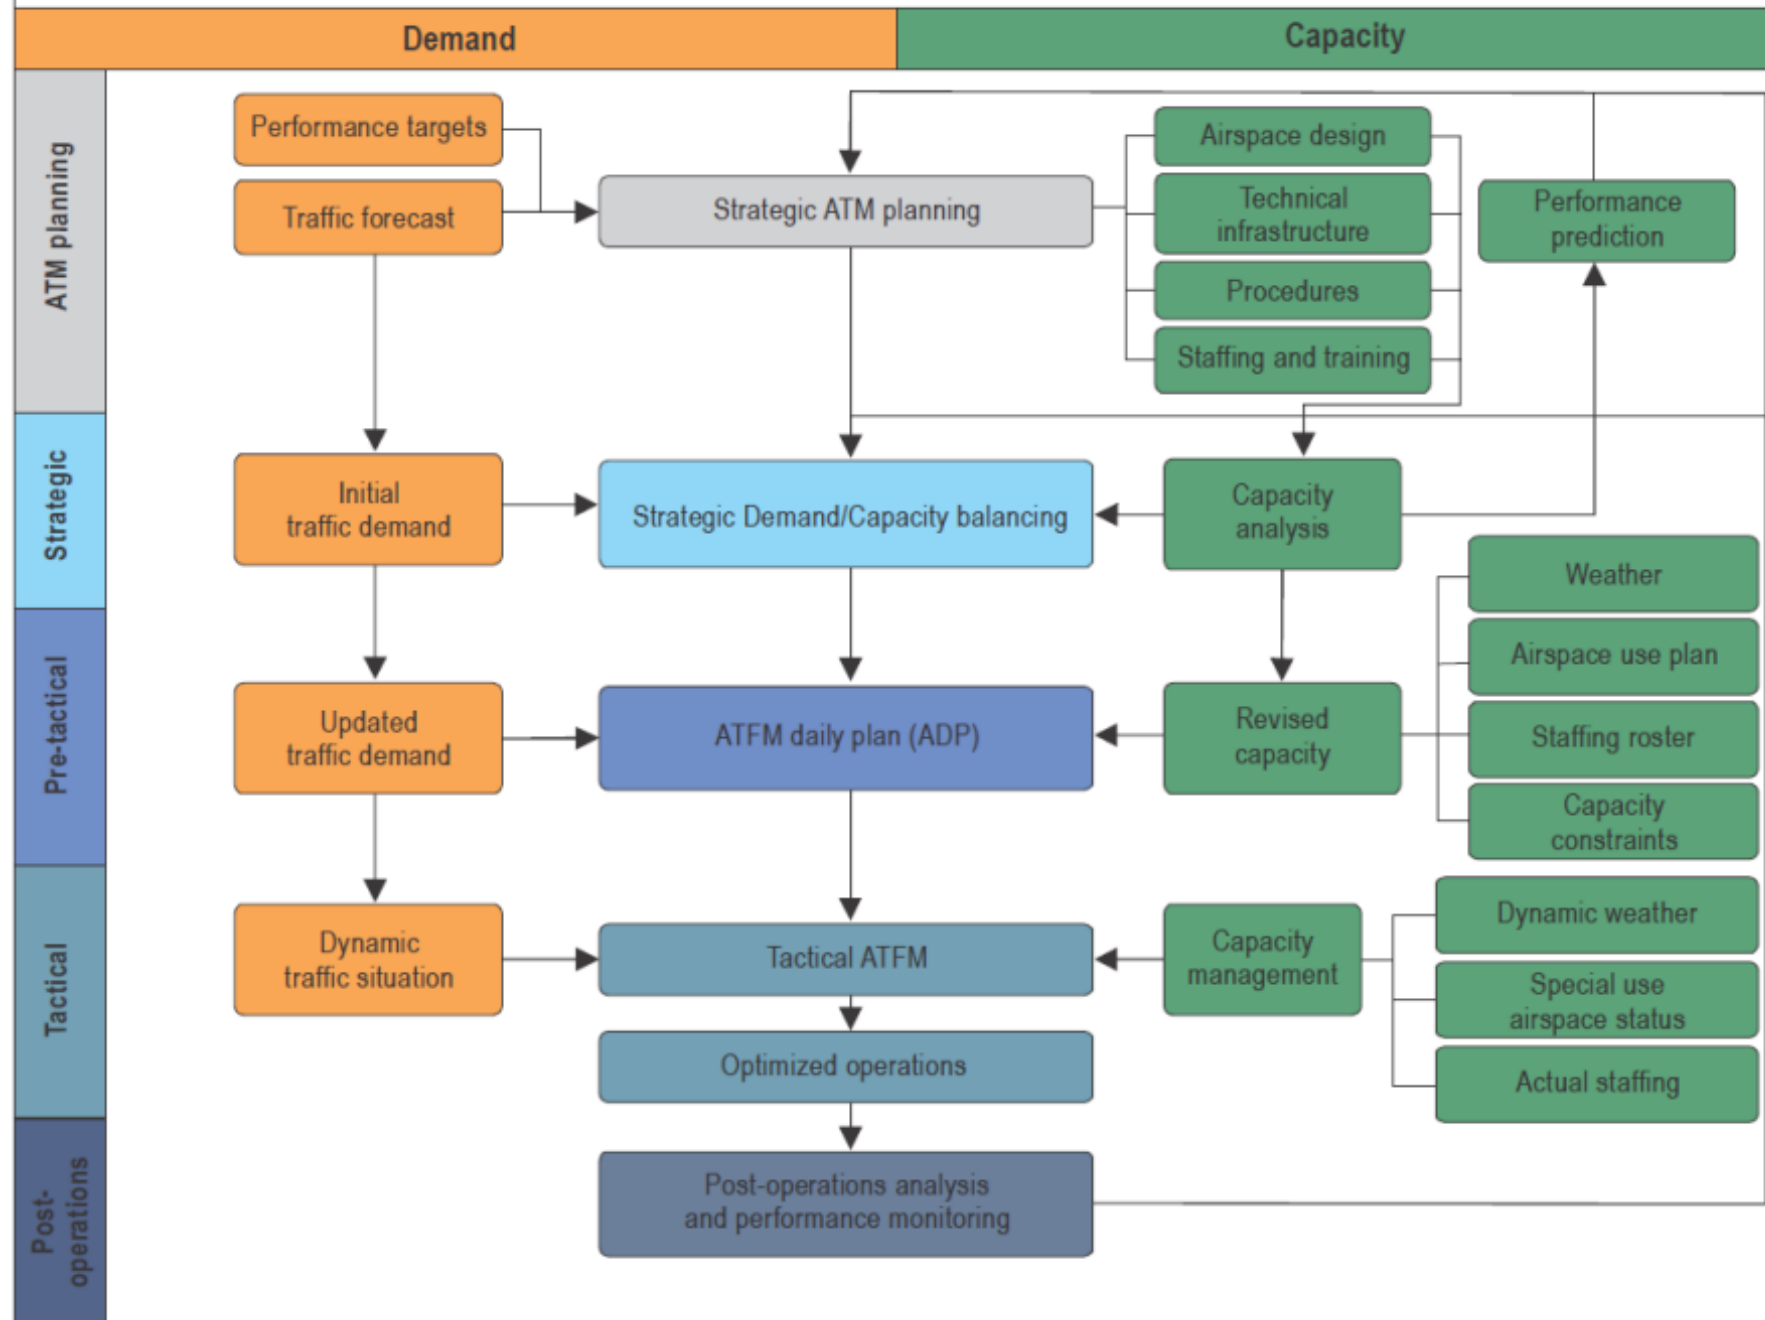 Demand
Capacity
ATM planning
Performance targets
Traffic forecast
Strategic ATM planning
Airspace design
Technical
infrastructure
Procedures
Staffing and training
Performance
prediction
Strategic
Initial
traffic demand
Strategic Demand/Capacity balancing
Capacity
analysis
Pre-tactical
Updated
traffic demand
ATFM daily plan (ADP)
Revised
capacity
Weather
Airspace use plan
Staffing roster
Capacity
constraints
Tactical
Dynamic
traffic situation
Tactical ATFM
Optimized operations
Capacity
management
Dynamic weather
Special use
airspace status
Actual staffing
Post-
operations
Post-operations analysis
and performance monitoring